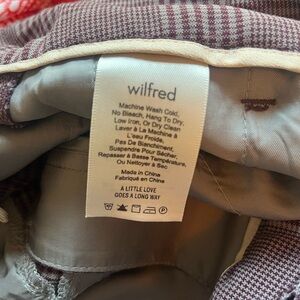 wilfred
Machine Wash Cold,
No Bleach, Hang To Dry,
Low Iron, Or Dry Clean
Laver à La Machine à
L'eau Froide,
Pas De Blanchiment,
Suspendre Pour Sécher,
Repasser à Basse Température,
Ou Nettoyer à Sec
Made in China
Fabriqué en China
A LITTLE LOVE
GOES A LONG WAY